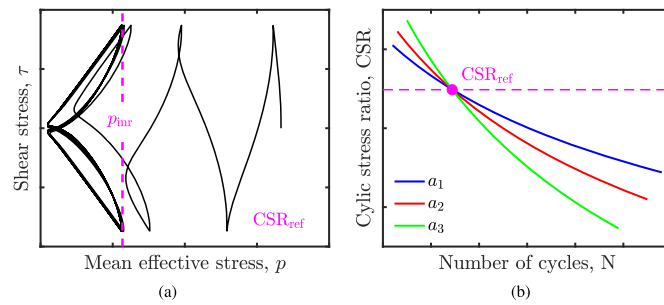 Shear stress, τ
p_inr
CSR_ref
Mean effective stress, p
(a)
Cylic stress ratio, CSR
CSR_ref
a_1
a_2
a_3
Number of cycles, N
(b)